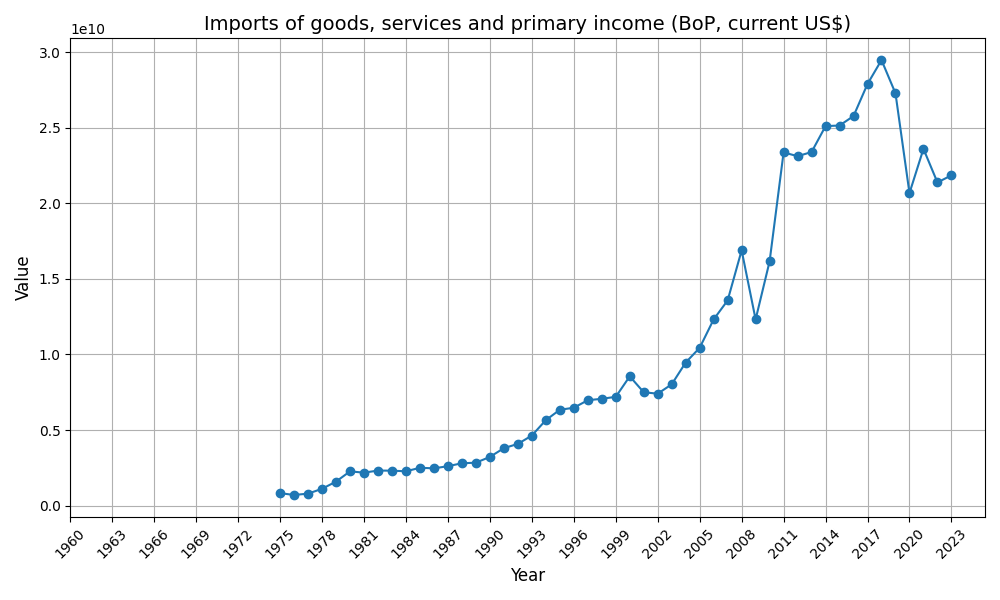 Imports of goods, services and primary income (BoP, current US$)
1e10
3.0
2.5
2.0
1.5
1.0
0.5
0.0
Value
1960 1963 1966 1969 1972 1975 1978 1981 1984 1987 1990 1993 1996 1999 2002 2005 2008 2011 2014 2017 2020 2023
Year